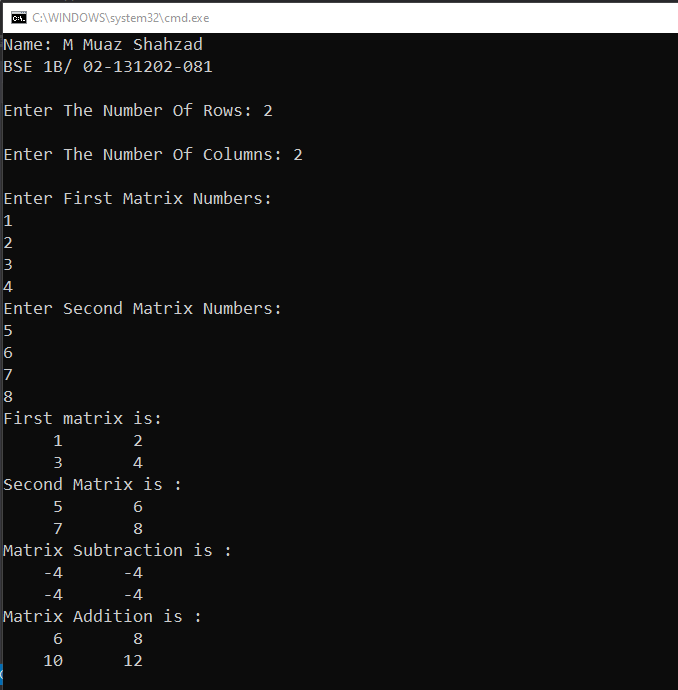 C:\WINDOWS\system32\cmd.exe
Name: M Muaz Shahzad
BSE 1B/ 02-131202-081
Enter The Number Of Rows: 2
Enter The Number Of Columns: 2
Enter First Matrix Numbers:
1
2
3
4
Enter Second Matrix Numbers:
5
6
7
8
First matrix is:
1 2
3 4
Second Matrix is :
5 6
7 8
Matrix Subtraction is :
-4 -4
-4 -4
Matrix Addition is :
6 8
10 12